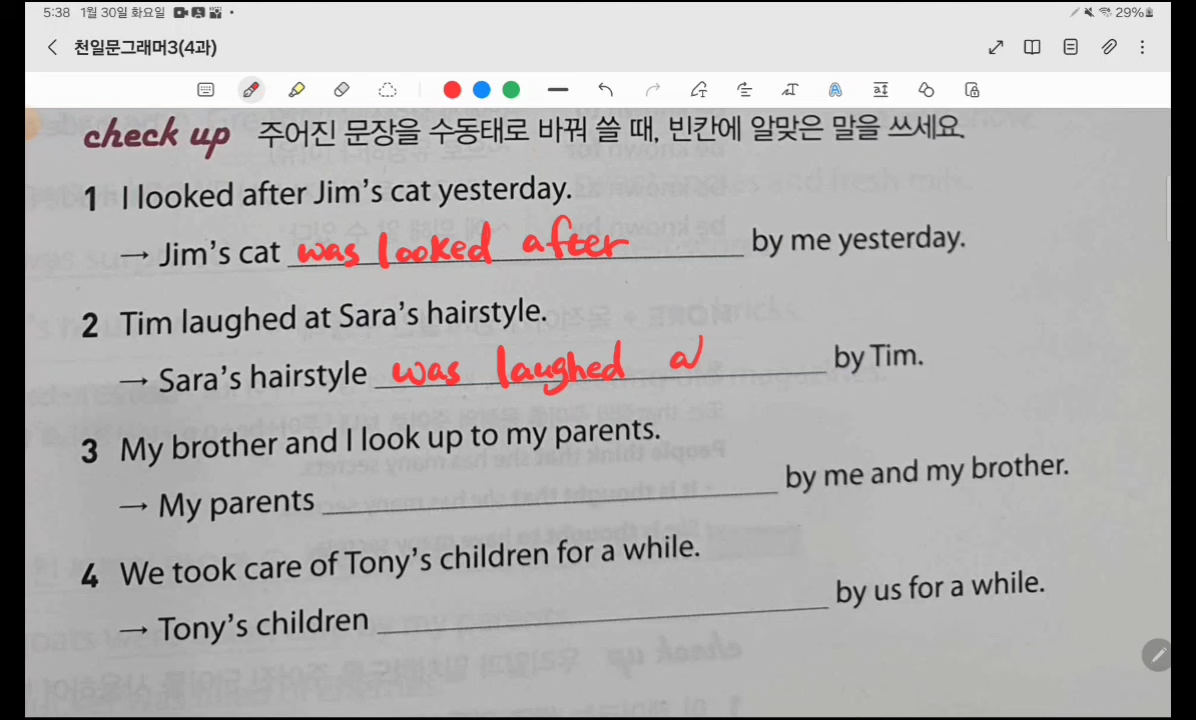 5:38 1월 30일 화요일 29%
천일문그래머3(4과)
check up 주어진 문장을 수동태로 바꿔 쓸 때, 빈칸에 알맞은 말을 쓰세요.
1 I looked after Jim's cat yesterday.
→ Jim's cat was looked after by me yesterday.
2 Tim laughed at Sara's hairstyle.
→ Sara's hairstyle was laughed a by Tim.
3 My brother and I look up to my parents.
→ My parents by me and my brother.
4 We took care of Tony's children for a while.
→ Tony's children by us for a while.